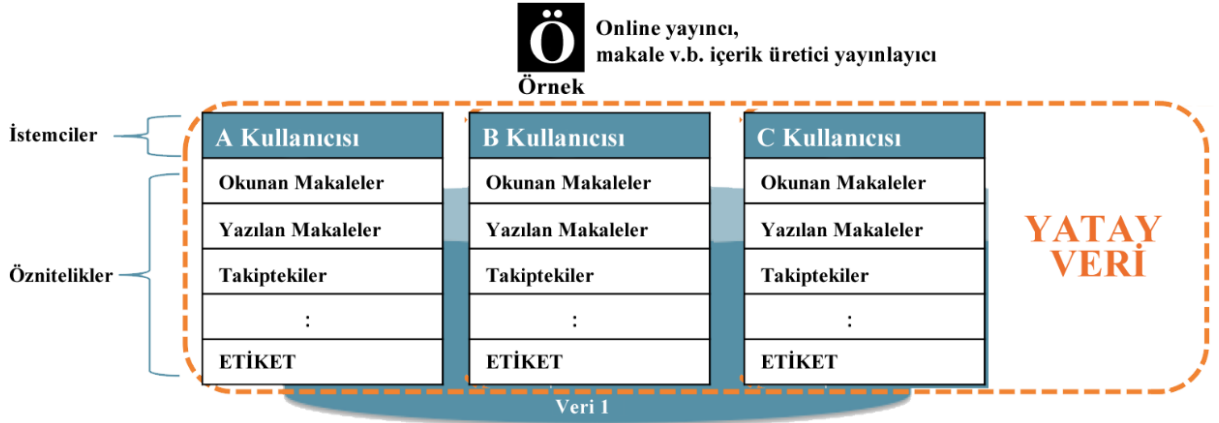 Ö
Online yayıncı,
makale v.b. içerik üretici yayınlayıcı
Örnek
İstemciler
A Kullanıcısı
B Kullanıcısı
C Kullanıcısı
Öznitelikler
Okunan Makaleler
Okunan Makaleler
Okunan Makaleler
Yazılan Makaleler
Yazılan Makaleler
Yazılan Makaleler
Takiptekiler
Takiptekiler
Takiptekiler
:
:
:
ETİKET
ETİKET
ETİKET
YATAY
VERİ
Veri 1